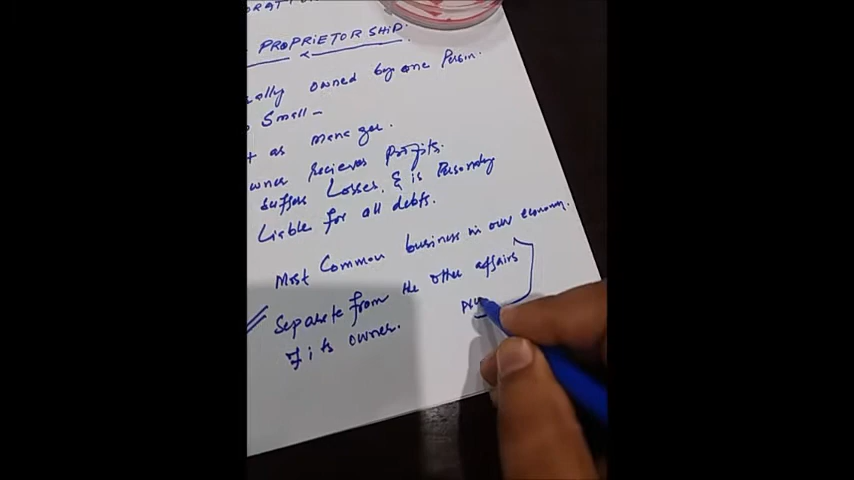 PROPRIETORSHIP.
owned by one Person.
Small-
as manager.
owner recieves Profits.
suffers Losses, & is Personaly
Liable for all debts.
Most Common business in our economy.
Separate from the other affairs
of its owner.